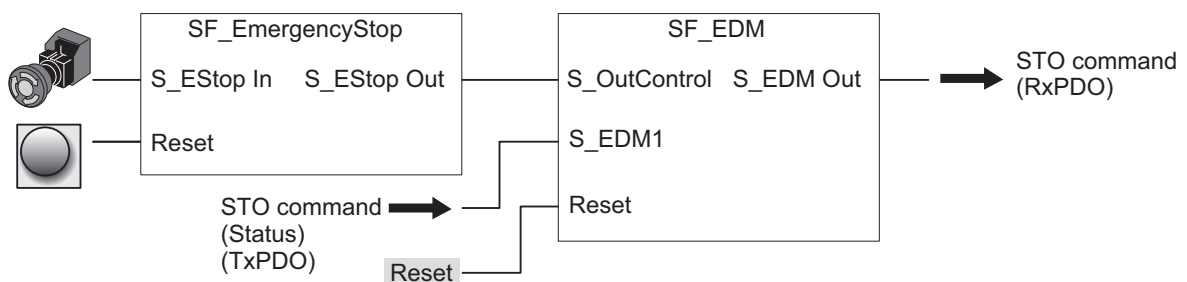 SF_EmergencyStop
SF_EDM
S_EStop In S_EStop Out
S_OutControl S_EDM Out
STO command
(RxPDO)
Reset
S_EDM1
STO command
(Status)
(TxPDO)
Reset
Reset